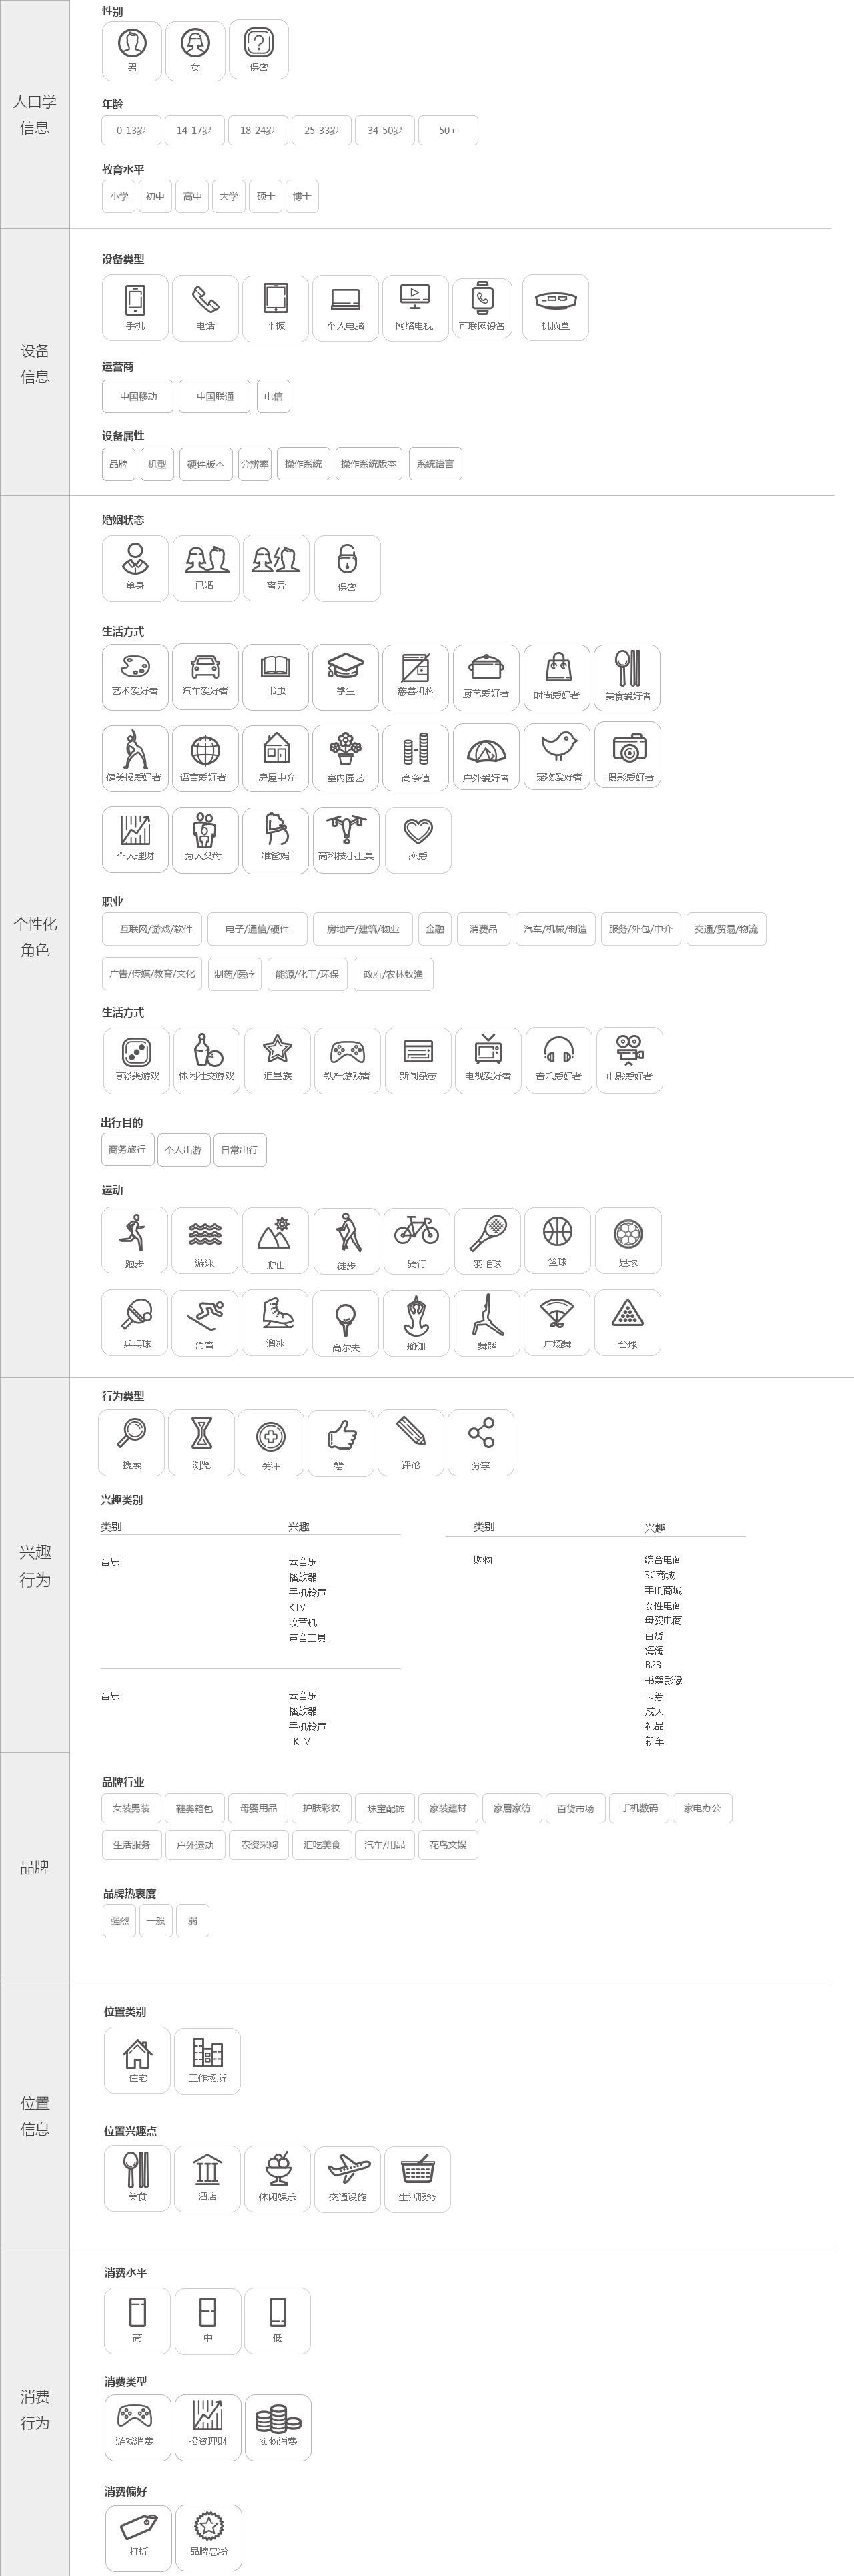 人口学
信息
性别
男 女 保密
年龄
0-13岁 14-17岁 18-24岁 25-33岁 34-50岁 50+
教育水平
小学 初中 高中 大学 硕士 博士
设备
信息
设备类型
手机 电话 平板 个人电脑 网络电视 可联网设备 机顶盒
运营商
中国移动 中国联通 电信
设备属性
品牌 机型 硬件版本 分辨率 操作系统 操作系统版本 系统语言
个性化
角色
婚姻状态
单身 已婚 离异 保密
生活方式
艺术爱好者 汽车爱好者 书虫 学生 慈善机构 厨艺爱好者 时尚爱好者 美食爱好者
健美操爱好者 语言爱好者 房屋中介 室内园艺 高净值 户外爱好者 宠物爱好者 摄影爱好者
个人理财 为人父母 准爸妈 高科技小工具 恋爱
职业
互联网/游戏/软件 电子/通信/硬件 房地产/建筑/物业 金融 消费品 汽车/机械/制造 服务/外包/中介 交通/贸易/物流
广告/传媒/教育/文化 制药/医疗 能源/化工/环保 政府/农林牧渔
生活方式
博彩类游戏 休闲社交游戏 追星族 铁杆游戏者 新闻杂志 电视爱好者 音乐爱好者 电影爱好者
出行目的
商务旅行 个人出游 日常出行
运动
跑步 游泳 爬山 徒步 骑行 羽毛球 篮球 足球
乒乓球 滑雪 溜冰 高尔夫 瑜伽 舞蹈 广场舞 台球
兴趣
行为
行为类型
搜索 浏览 关注 赞 评论 分享
兴趣类别
类别 兴趣
音乐 云音乐
播放器
手机铃声
KTV
收音机
声音工具
音乐 云音乐
播放器
手机铃声
KTV
类别 兴趣
购物 综合电商
3C商城
手机商城
女性电商
母婴电商
百货
海淘
B2B
书籍影像
卡券
成人
礼品
新车
品牌
品牌行业
女装男装 鞋类箱包 母婴用品 护肤彩妆 珠宝配饰 家装建材 家居家纺 百货市场 手机数码 家电办公
生活服务 户外运动 农资采购 汇吃美食 汽车/用品 花鸟文娱
品牌热衷度
强烈 一般 弱
位置
信息
位置类别
住宅 工作场所
位置兴趣点
美食 酒店 休闲娱乐 交通设施 生活服务
消费
行为
消费水平
高 中 低
消费类型
游戏消费 投资理财 实物消费
消费偏好
打折 品牌忠粉